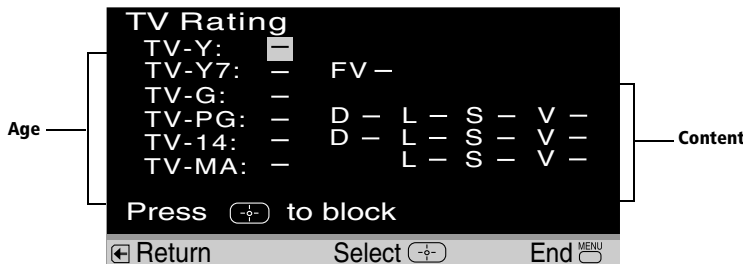 TV Rating
TV-Y: –
TV-Y7: – FV –
TV-G: –
TV-PG: – D – L – S – V –
TV-14: – D – L – S – V –
TV-MA: – L – S – V –
Age
Content
Press to block
Return Select End MENU